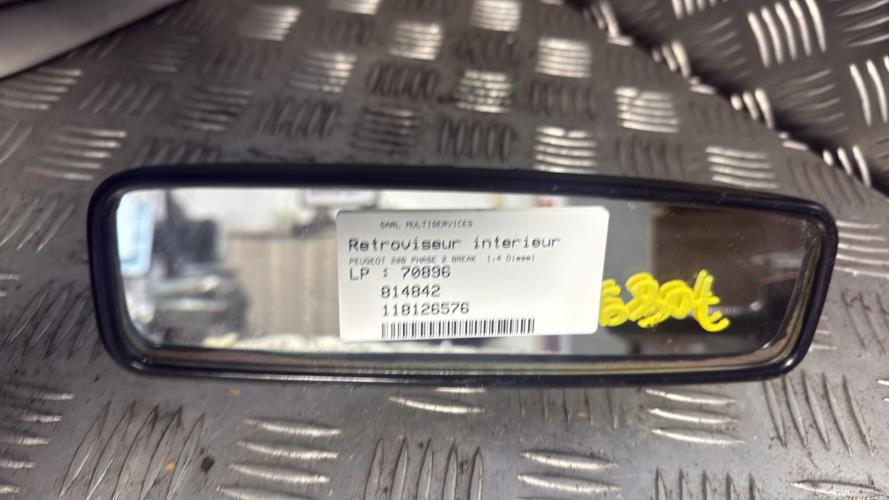 SARL MULTISERVICES
Retroviseur interieur
PEUGEOT 206 PHASE 2 BREAK 1.4 Diesel
LP : 70896
814842
118126576